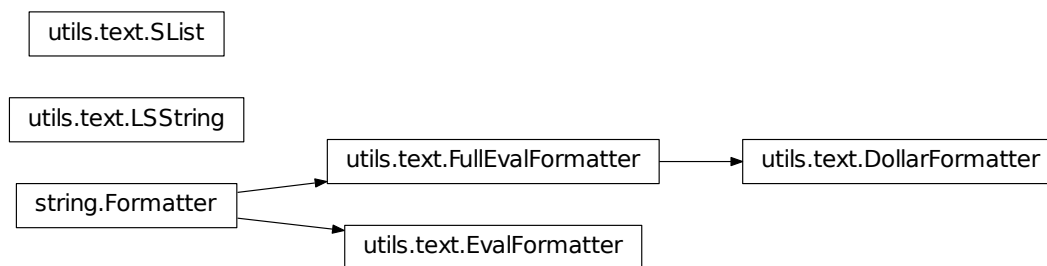 utils.text.SList
utils.text.LSString
utils.text.FullEvalFormatter
utils.text.DollarFormatter
string.Formatter
utils.text.EvalFormatter